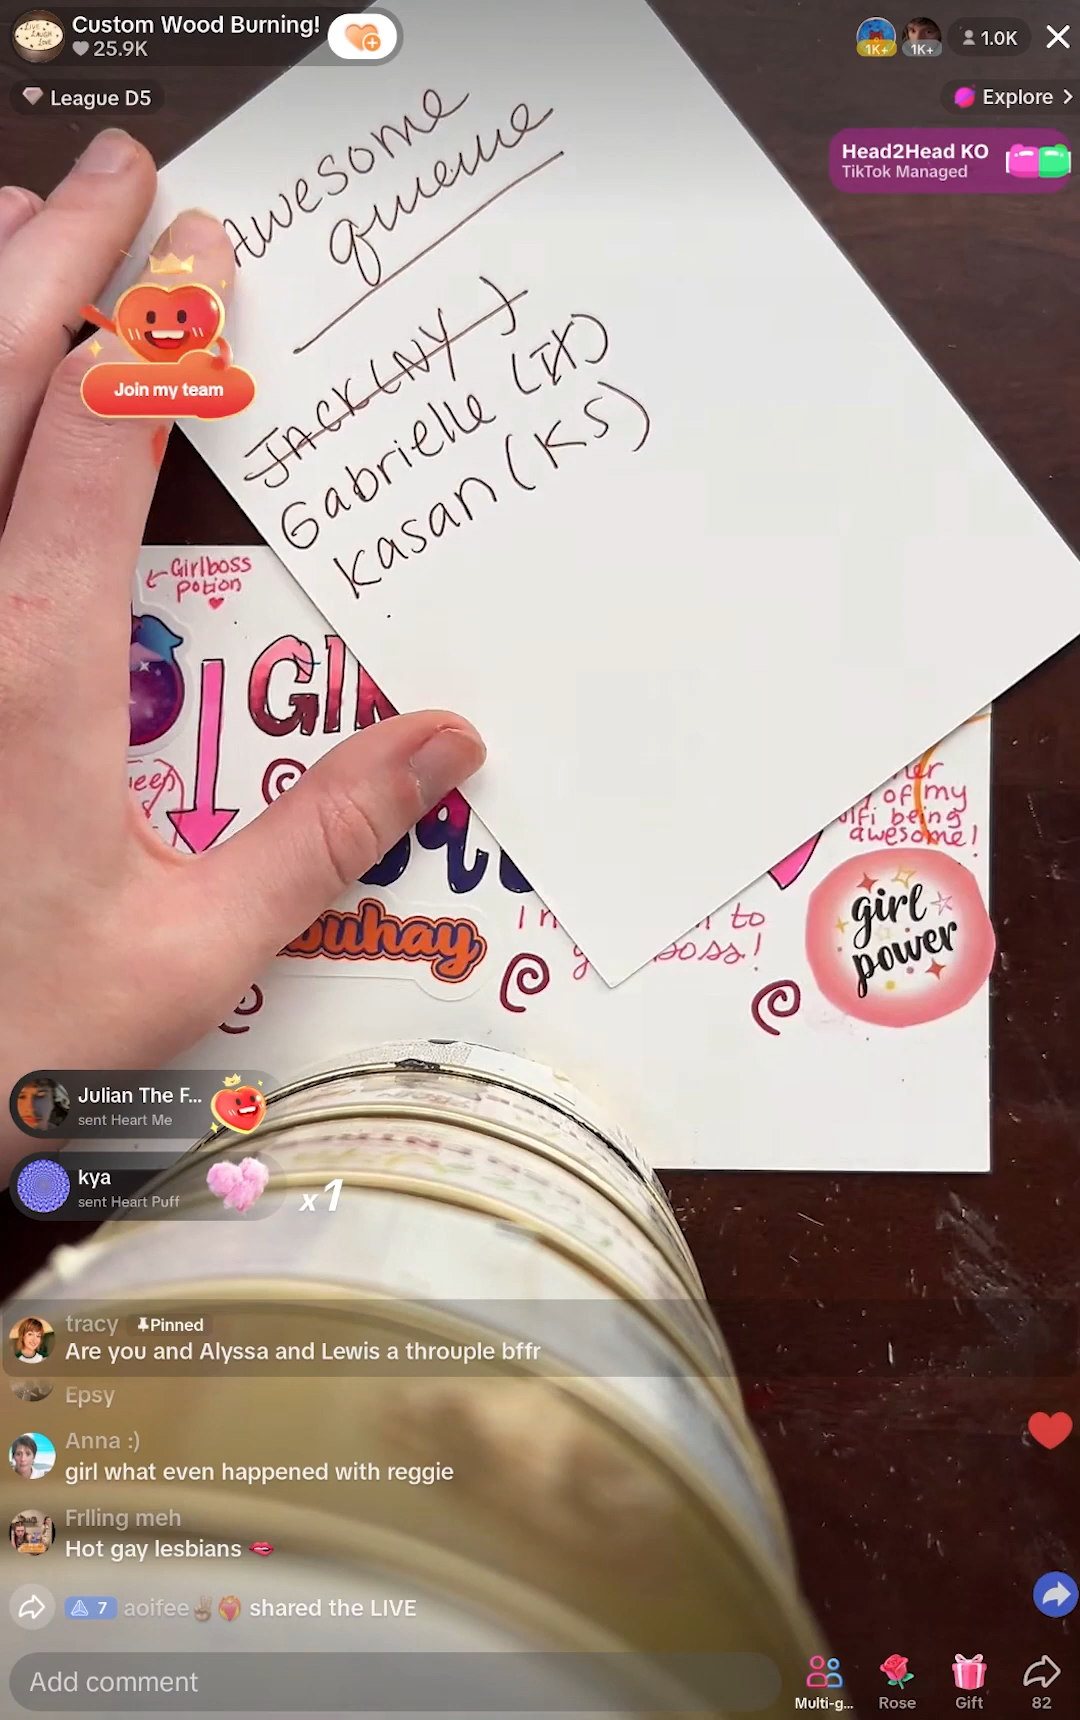 Custom Wood Burning!
25.9K
1K+
1K+
1.0K
League D5
Explore
Head2Head KO
TikTok Managed
Awesome
queue
Gabrielle (IX)
Kasan (KS)
Join my team
Girlboss
potion
of my
being
awesome!
to
girl
power
Julian The F...
sent Heart Me
kya
sent Heart Puff
x1
tracy Pinned
Are you and Alyssa and Lewis a throuple bffr
Epsy
Anna :)
girl what even happened with reggie
Frlling meh
Hot gay lesbians 💋
7 aoifee shared the LIVE
Add comment
Multi-g...
Rose
Gift
82